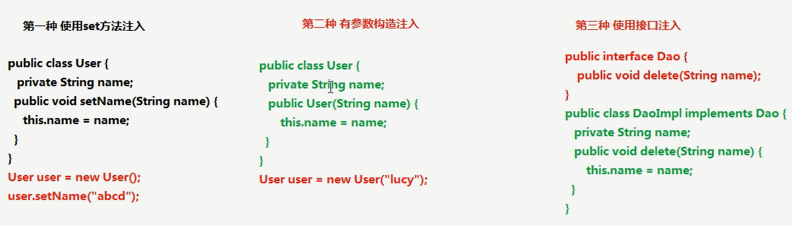 第一种 使用set方法注入
public class User {
private String name;
public void setName(String name) {
this.name = name;
}
}
User user = new User();
user.setName("abcd");
第二种 有参数构造注入
public class User {
private String name;
public User(String name) {
this.name = name;
}
}
User user = new User("lucy");
第三种 使用接口注入
public interface Dao {
public void delete(String name);
}
public class DaoImpl implements Dao {
private String name;
public void delete(String name) {
this.name = name;
}
}